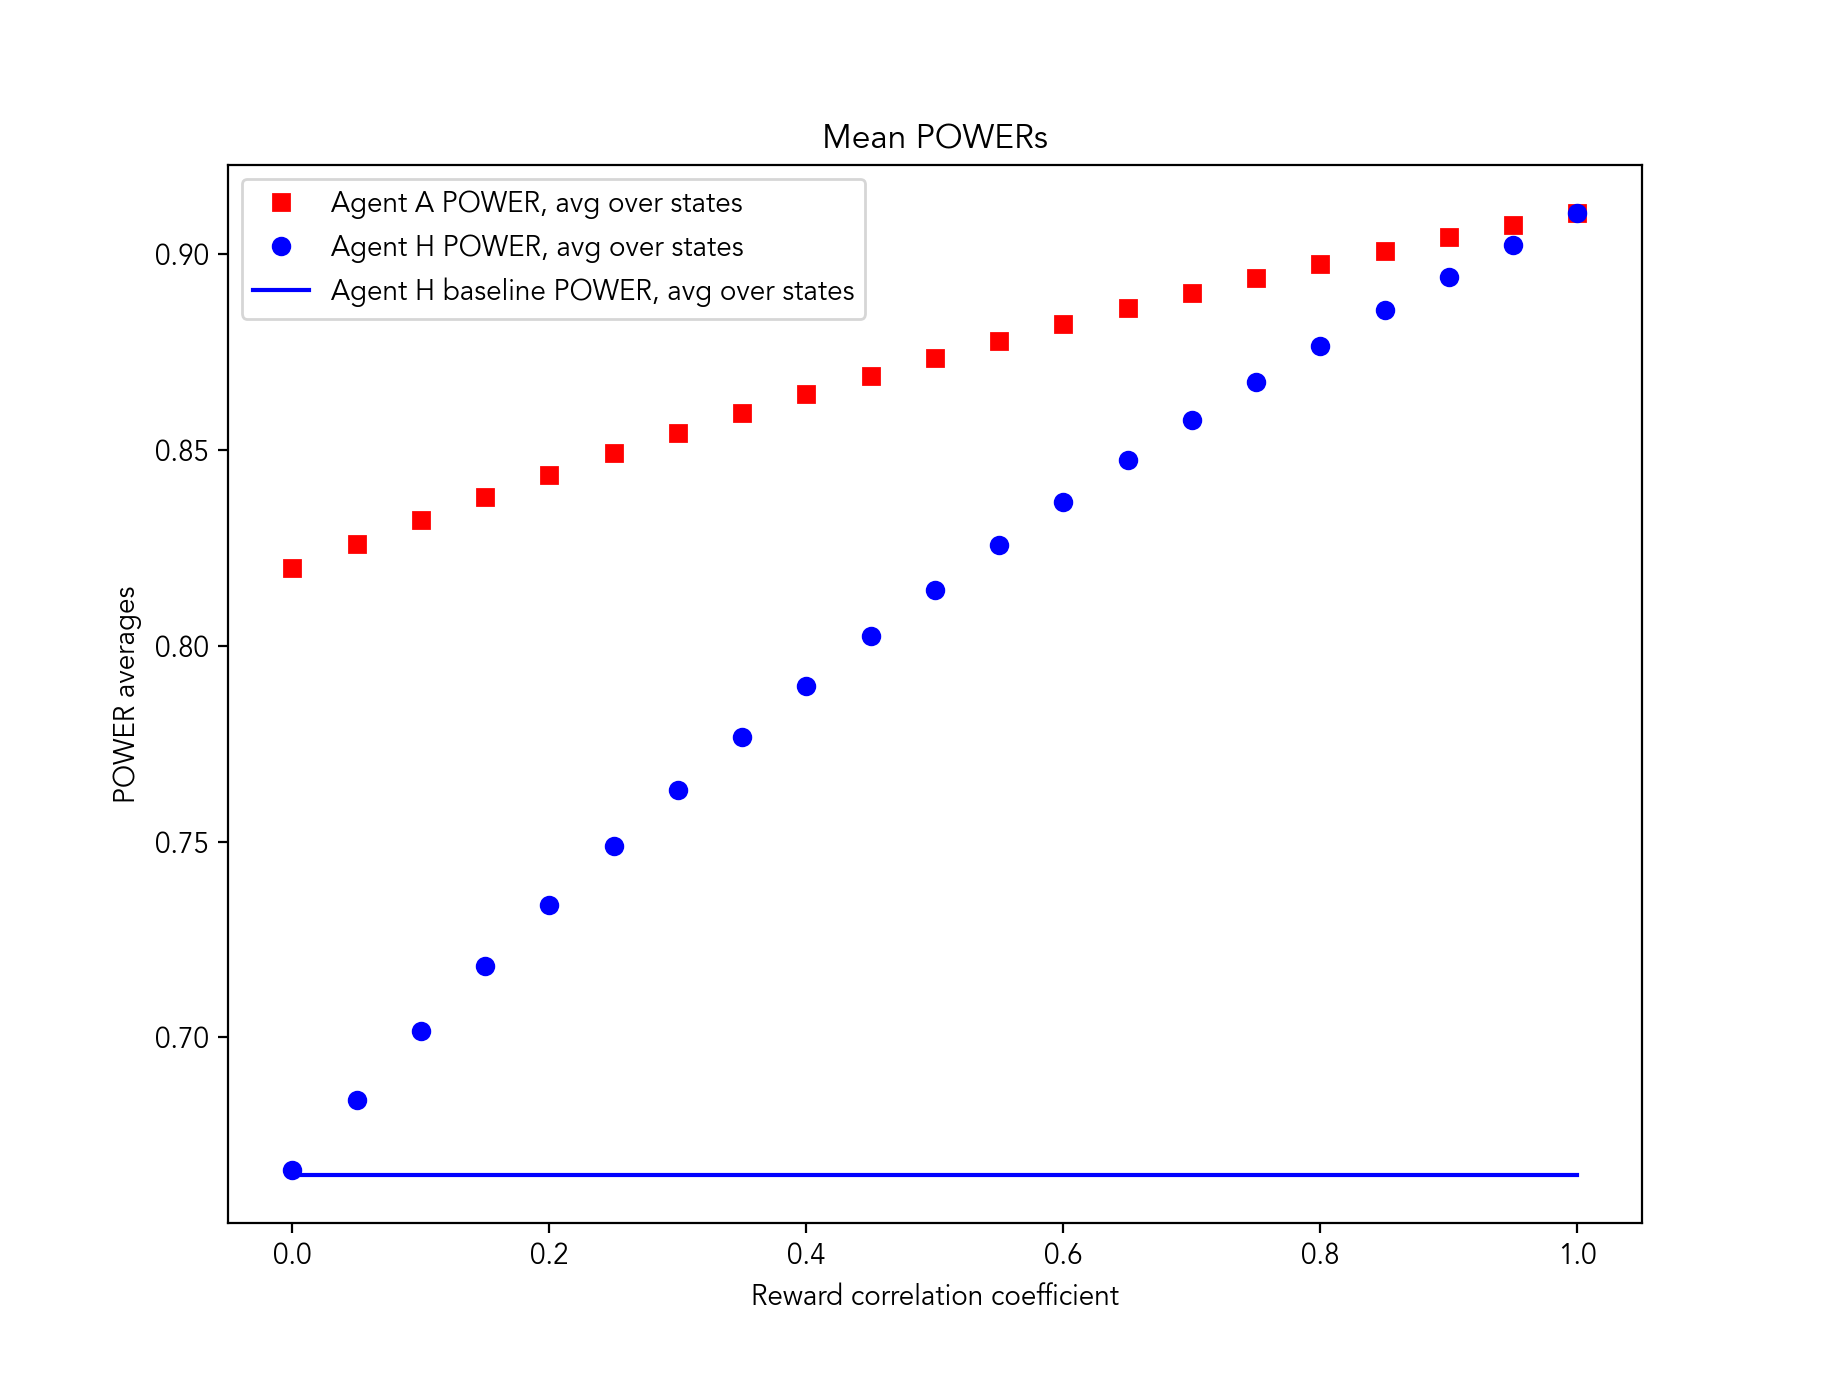 Mean POWERs
Agent A POWER, avg over states
Agent H POWER, avg over states
Agent H baseline POWER, avg over states
0.90
0.85
0.80
0.75
0.70
POWER averages
0.0 0.2 0.4 0.6 0.8 1.0
Reward correlation coefficient